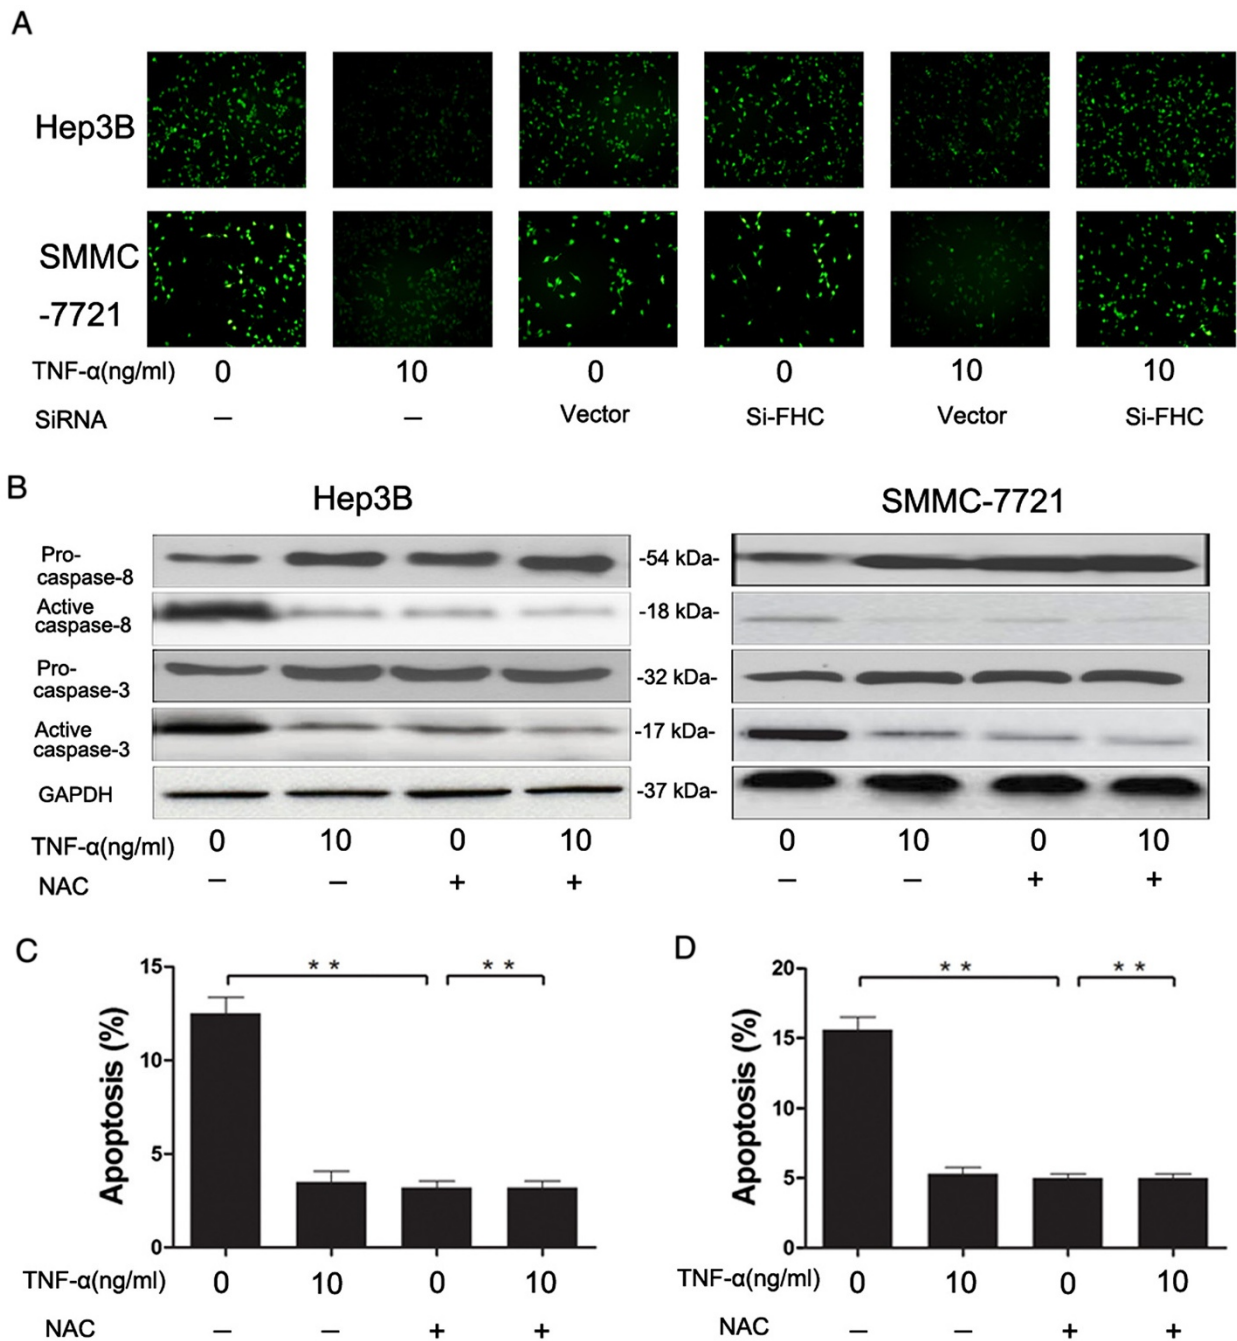 A
Hep3B
SMMC
-7721
TNF-α(ng/ml) 0 10 0 0 10 10
SiRNA – – Vector Si-FHC Vector Si-FHC
B
Hep3B SMMC-7721
Pro-
caspase-8
-54 kDa-
Active
caspase-8
-18 kDa-
Pro-
caspase-3
-32 kDa-
Active
caspase-3
-17 kDa-
GAPDH -37 kDa-
TNF-α(ng/ml) 0 10 0 10 0 10 0 10
NAC – – + + – – + +
C
15
10
5
0
Apoptosis (%)
* * * *
TNF-α(ng/ml) 0 10 0 10
NAC – – + +
D
20
15
10
5
0
Apoptosis (%)
* * * *
TNF-α(ng/ml) 0 10 0 10
NAC – – + +